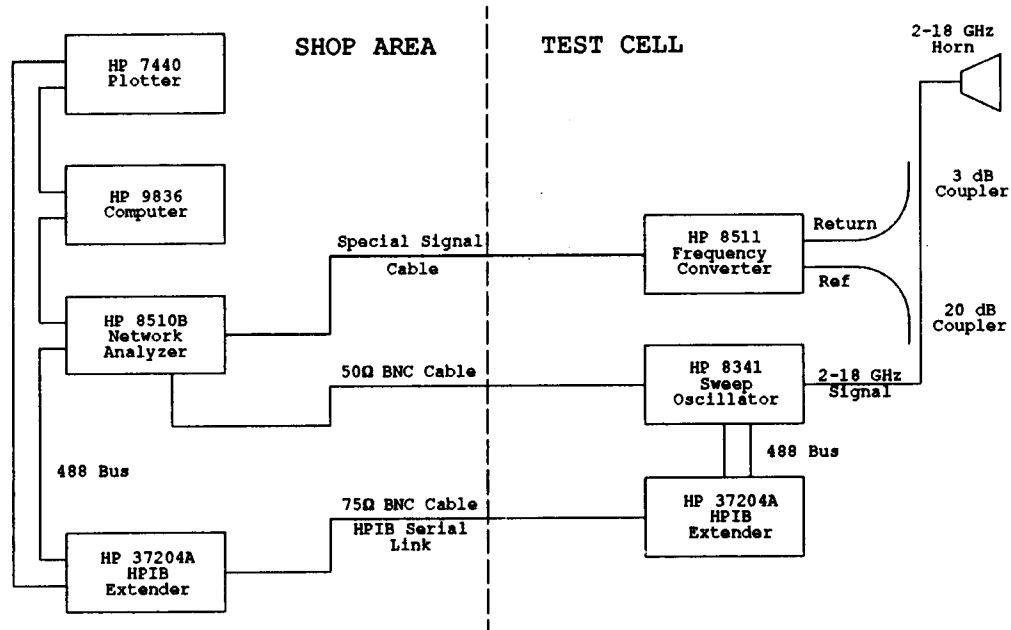 SHOP AREA
TEST CELL
2-18 GHz
Horn
HP 7440
Plotter
HP 9836
Computer
3 dB
Coupler
Special Signal
Cable
HP 8511
Frequency
Converter
Return
Ref
HP 8510B
Network
Analyzer
20 dB
Coupler
50Ω BNC Cable
HP 8341
Sweep
Oscillator
2-18 GHz
Signal
488 Bus
488 Bus
75Ω BNC Cable
HPIB Serial
Link
HP 37204A
HPIB
Extender
HP 37204A
HPIB
Extender